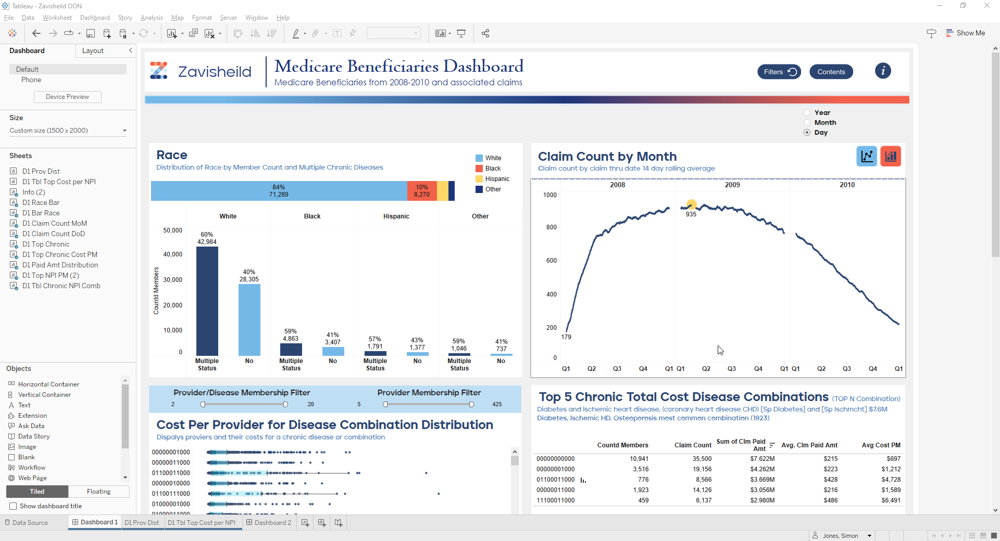 Tableau - Zavisheild OON
File Data Worksheet Dashboard Story Analysis Map Format Server Window Help
Show Me
Dashboard Layout
Default
Phone
Device Preview
Size
Custom size (1500 x 2000)
Sheets
D1 Prov Dist
D1 Tbl Top Cost per NPI
Info (2)
D1 Race Bar
D1 Bar Race
D1 Claim Count MoM
D1 Claim Count DoD
D1 Top Chronic
D1 Top Chronic Cost PM
D1 Paid Amt Distribution
D1 Top NPI PM (2)
D1 Tbl Chronic NPI Comb
Objects
Horizontal Container
Vertical Container
Text
Extension
Ask Data
Data Story
Image
Blank
Workflow
Web Page
Tiled Floating
Show dashboard title
Zavisheild
Medicare Beneficiaries Dashboard
Medicare Beneficiaries from 2008-2010 and associated claims
Filters Contents i
Year
Month
Day
Race
Distribution of Race by Member Count and Multiple Chronic Diseases
White
Black
Hispanic
Other
84%
71,289
10%
8,270
White Black Hispanic Other
Countd Members
50,000
40,000
30,000
20,000
10,000
0
60%
42,984
40%
28,305
59%
4,863
41%
3,407
57%
1,791
43%
1,377
59%
1,046
41%
737
Multiple Status No Multiple Status No Multiple Status No Multiple Status No
Claim Count by Month
Claim count by claim thru date 14 day rolling average
2008 2009 2010
1000
800
600
400
200
0
935
179
Q1 Q2 Q3 Q4 Q1 Q1 Q2 Q3 Q4 Q1 Q1 Q2 Q3 Q4 Q1
Provider/Disease Membership Filter
2 20
Provider Membership Filter
5 425
Cost Per Provider for Disease Combination Distribution
Dispalys proviers and their costs for a chronic disease or combination
00000001000
00000011000
01100011000
00000010000
01100111000
01000001000
01000011000
Top 5 Chronic Total Cost Disease Combinations (TOP N Combination)
Diabetes and Ischemic heart disease, (coronary heart disease CHD) [Sp Diabetes] and [Sp Ischmcht] $7.6M
Diabetes, Ischemic HD, Osteoporosis most common combination (1923)
Countd Members Claim Count Sum of Clm Paid Amt Avg. Clm Paid Amt Avg Cost PM
00000000000 10,941 35,500 $7.622M $215 $697
00000001000 3,516 19,156 $4.262M $223 $1,212
01100011000 776 8,566 $3.669M $428 $4,728
00000011000 1,923 14,126 $3.056M $216 $1,589
11100011000 459 6,137 $2.980M $486 $6,491
Data Source Dashboard 1 D1 Prov Dist D1 Tbl Top Cost per NPI Dashboard 2
Jones, Simon